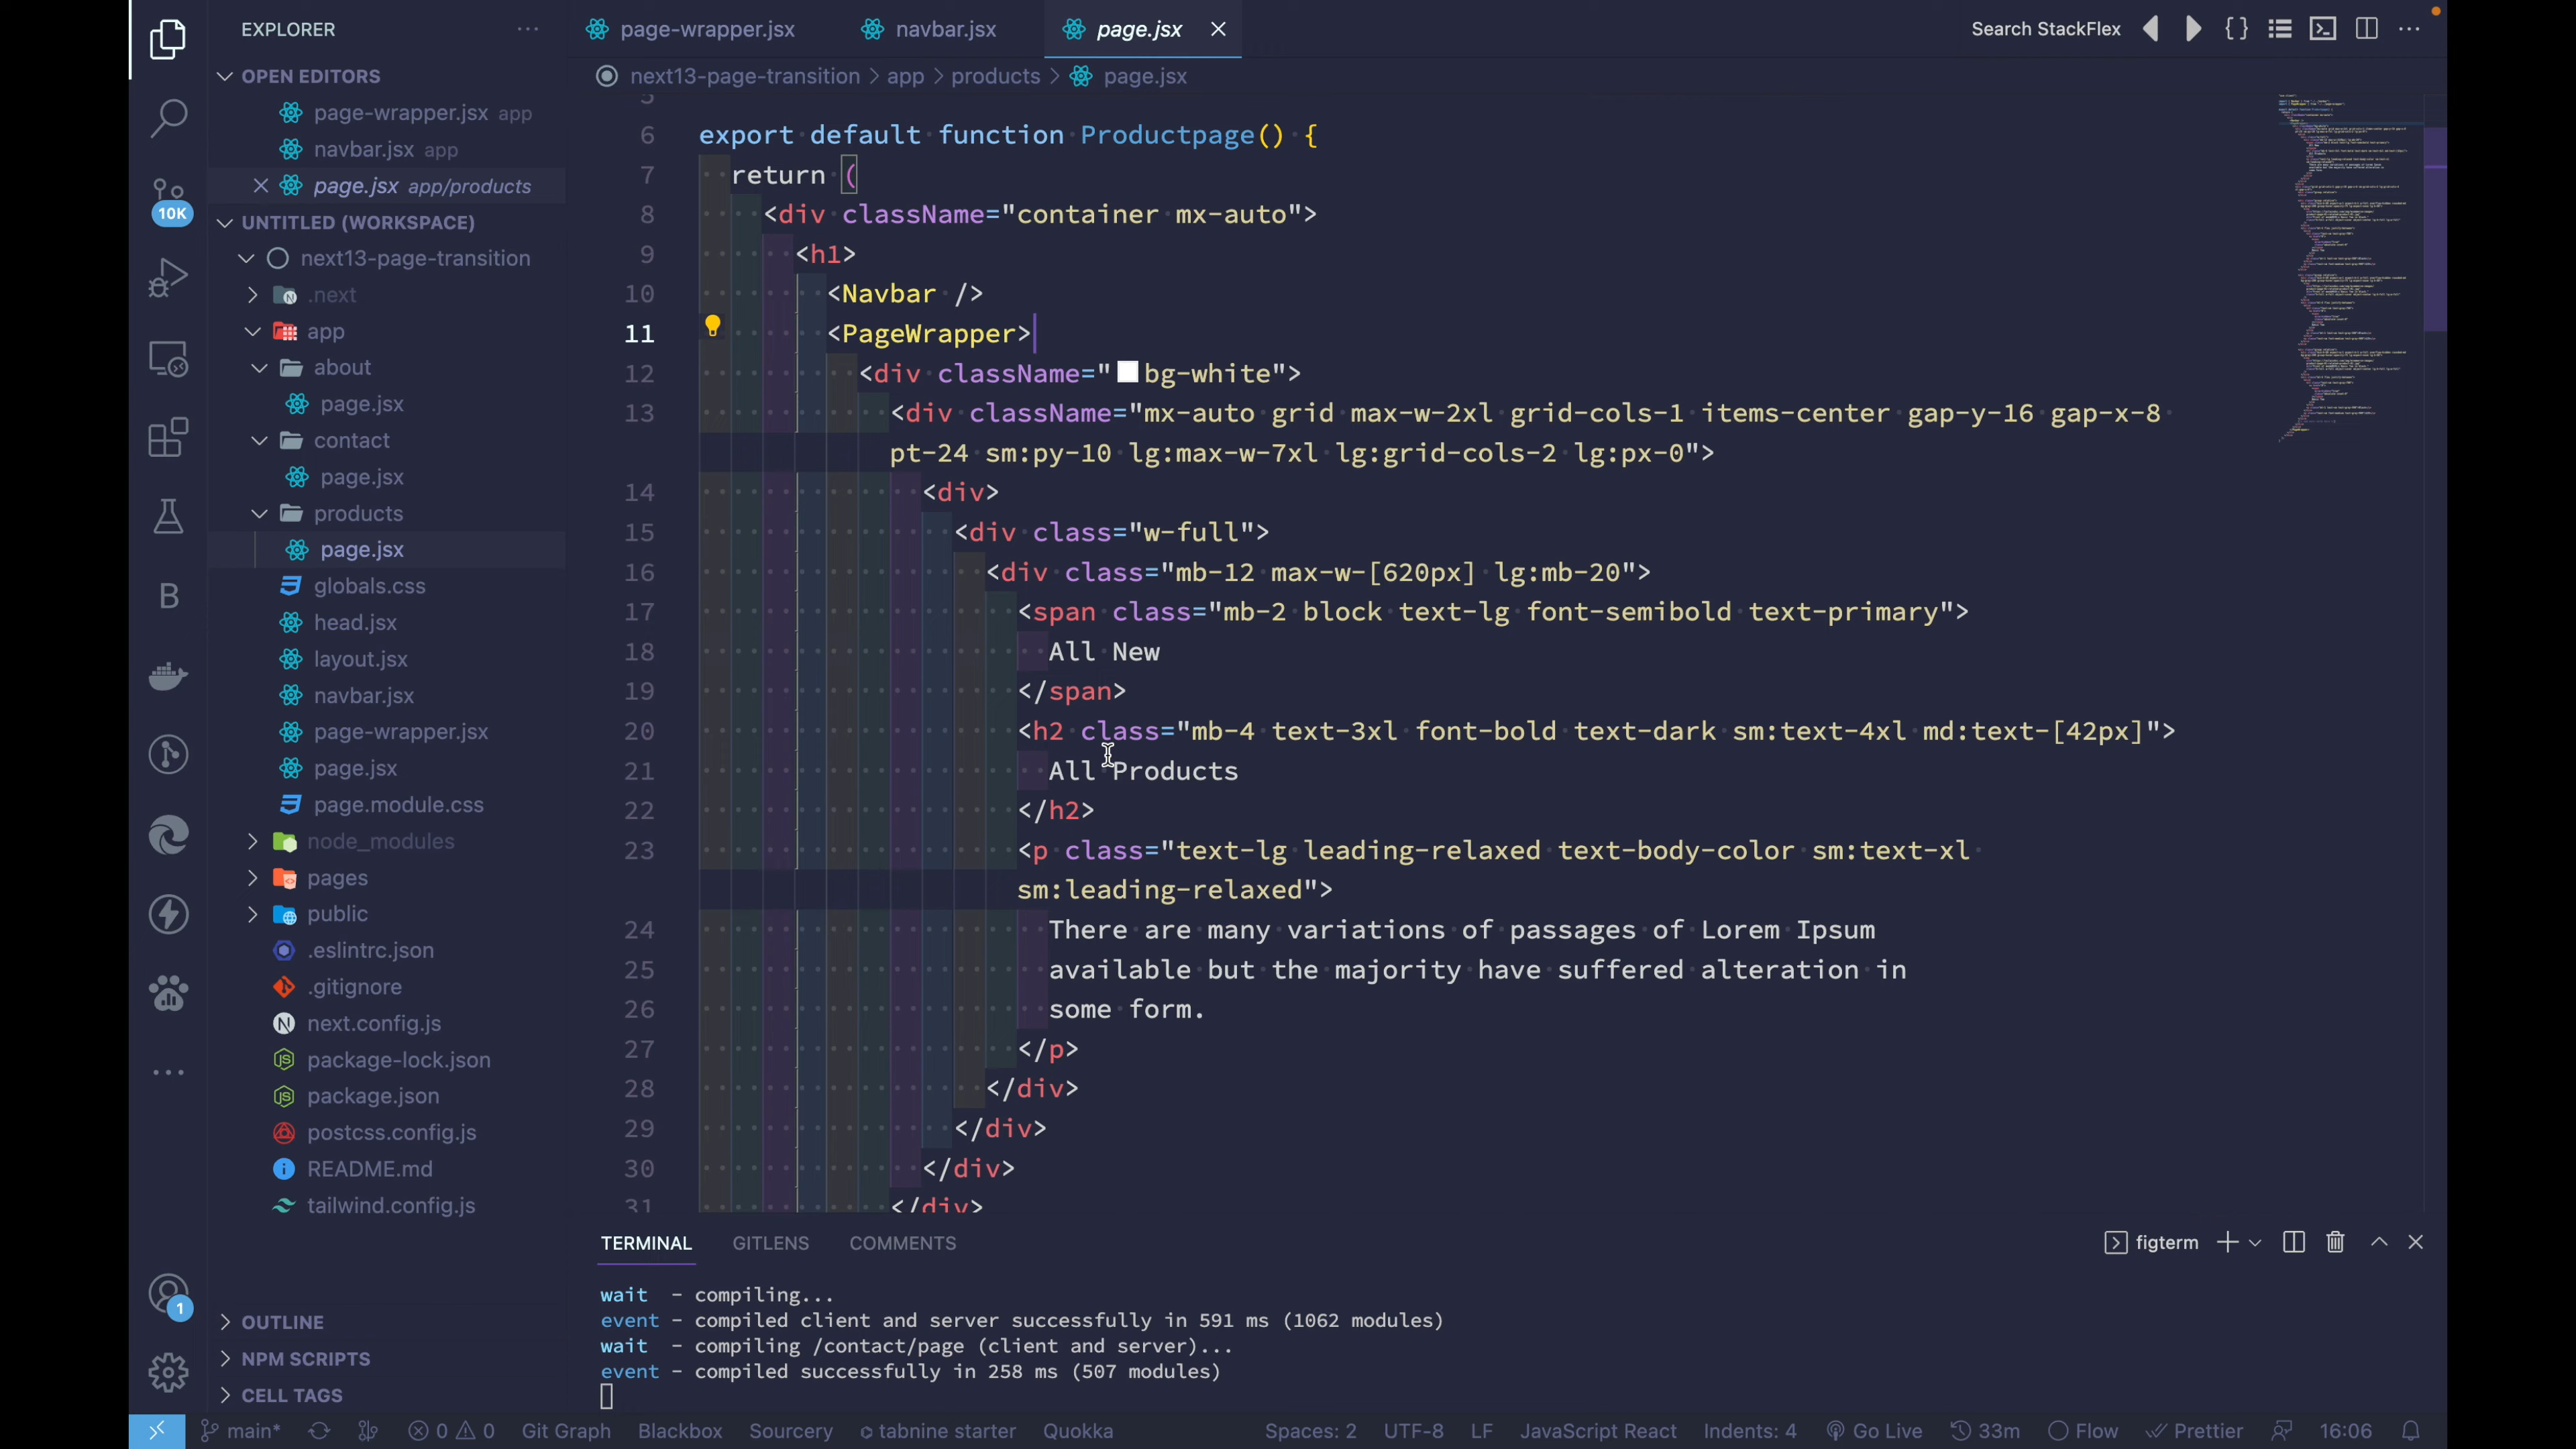 EXPLORER
OPEN EDITORS
page-wrapper.jsx app
navbar.jsx app
page.jsx app/products
UNTITLED (WORKSPACE)
next13-page-transition
.next
app
about
page.jsx
contact
page.jsx
products
page.jsx
globals.css
head.jsx
layout.jsx
navbar.jsx
page-wrapper.jsx
page.jsx
page.module.css
node_modules
pages
public
.eslintrc.json
.gitignore
next.config.js
package-lock.json
package.json
postcss.config.js
README.md
tailwind.config.js
OUTLINE
NPM SCRIPTS
CELL TAGS
10K
B
1
page-wrapper.jsx navbar.jsx page.jsx
Search StackFlex
next13-page-transition > app > products > page.jsx
5
6 export default function Productpage() {
7 return (
8 <div className="container mx-auto">
9 <h1>
10 <Navbar />
11 <PageWrapper>
12 <div className="bg-white">
13 <div className="mx-auto grid max-w-2xl grid-cols-1 items-center gap-y-16 gap-x-8
pt-24 sm:py-10 lg:max-w-7xl lg:grid-cols-2 lg:px-0">
14 <div>
15 <div class="w-full">
16 <div class="mb-12 max-w-[620px] lg:mb-20">
17 <span class="mb-2 block text-lg font-semibold text-primary">
18 All New
19 </span>
20 <h2 class="mb-4 text-3xl font-bold text-dark sm:text-4xl md:text-[42px]">
21 All Products
22 </h2>
23 <p class="text-lg leading-relaxed text-body-color sm:text-xl
sm:leading-relaxed">
24 There are many variations of passages of Lorem Ipsum
25 available but the majority have suffered alteration in
26 some form.
27 </p>
28 </div>
29 </div>
30 </div>
31 </div>
TERMINAL GITLENS COMMENTS
figterm
wait - compiling...
event - compiled client and server successfully in 591 ms (1062 modules)
wait - compiling /contact/page (client and server)...
event - compiled successfully in 258 ms (507 modules)
main* 0 0 Git Graph Blackbox Sourcery tabnine starter Quokka Spaces: 2 UTF-8 LF JavaScript React Indents: 4 Go Live 33m Flow Prettier 16:06